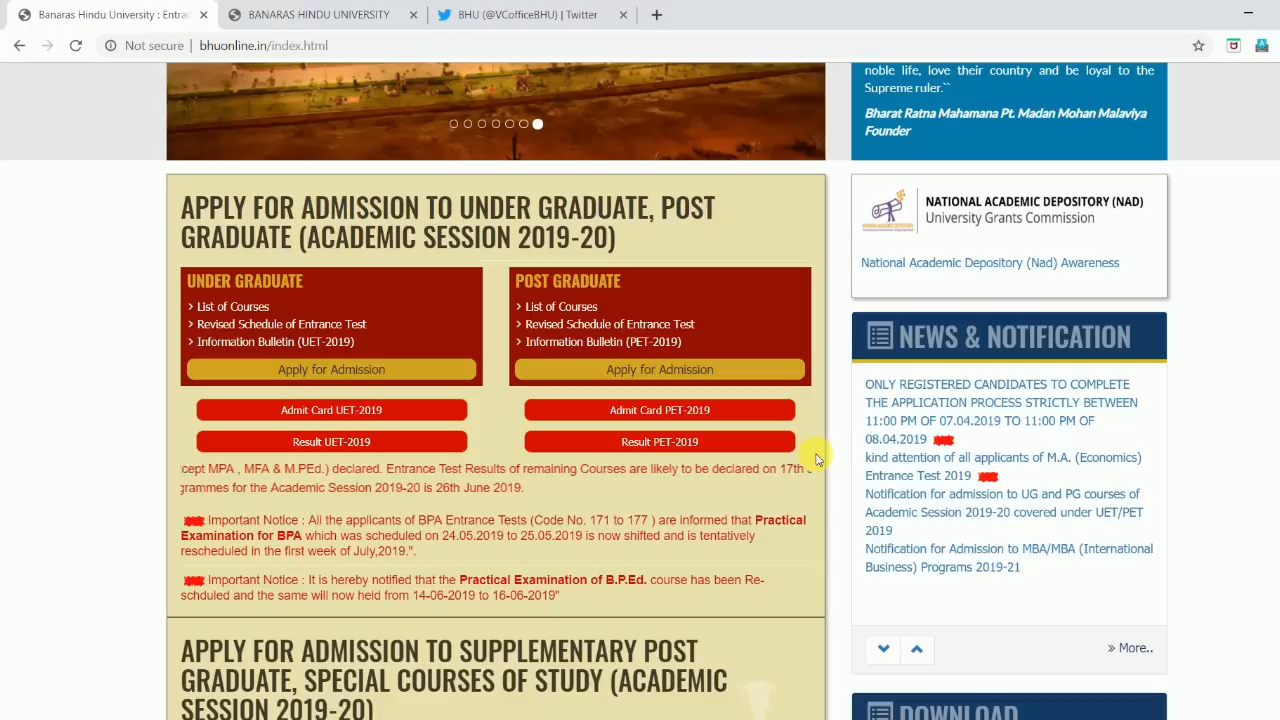 Banaras Hindu University : Entran
BANARAS HINDU UNIVERSITY
BHU (@VCofficeBHU) | Twitter
Not secure
bhuonline.in/index.html
noble life, love their country and be loyal to the
Supreme ruler.``
Bharat Ratna Mahamana Pt. Madan Mohan Malaviya
Founder
APPLY FOR ADMISSION TO UNDER GRADUATE, POST
GRADUATE (ACADEMIC SESSION 2019-20)
UNDER GRADUATE
List of Courses
Revised Schedule of Entrance Test
Information Bulletin (UET-2019)
Apply for Admission
Admit Card UET-2019
Result UET-2019
POST GRADUATE
List of Courses
Revised Schedule of Entrance Test
Information Bulletin (PET-2019)
Apply for Admission
Admit Card PET-2019
Result PET-2019
cept MPA , MFA & M.PEd.) declared. Entrance Test Results of remaining Courses are likely to be declared on 17th
grammes for the Academic Session 2019-20 is 26th June 2019.
Important Notice : All the applicants of BPA Entrance Tests (Code No. 171 to 177 ) are informed that Practical
Examination for BPA which was scheduled on 24.05.2019 to 25.05.2019 is now shifted and is tentatively
rescheduled in the first week of July,2019.".
Important Notice : It is hereby notified that the Practical Examination of B.P.Ed. course has been Re-
schduled and the same will now held from 14-06-2019 to 16-06-2019"
APPLY FOR ADMISSION TO SUPPLEMENTARY POST
GRADUATE, SPECIAL COURSES OF STUDY (ACADEMIC
SESSION 2019-20)
NATIONAL ACADEMIC DEPOSITORY (NAD)
University Grants Commission
National Academic Depository (Nad) Awareness
NEWS & NOTIFICATION
ONLY REGISTERED CANDIDATES TO COMPLETE
THE APPLICATION PROCESS STRICTLY BETWEEN
11:00 PM OF 07.04.2019 TO 11:00 PM OF
08.04.2019
kind attention of all applicants of M.A. (Economics)
Entrance Test 2019
Notification for admission to UG and PG courses of
Academic Session 2019-20 covered under UET/PET
2019
Notification for Admission to MBA/MBA (International
Business) Programs 2019-21
» More..
DOWNLOAD